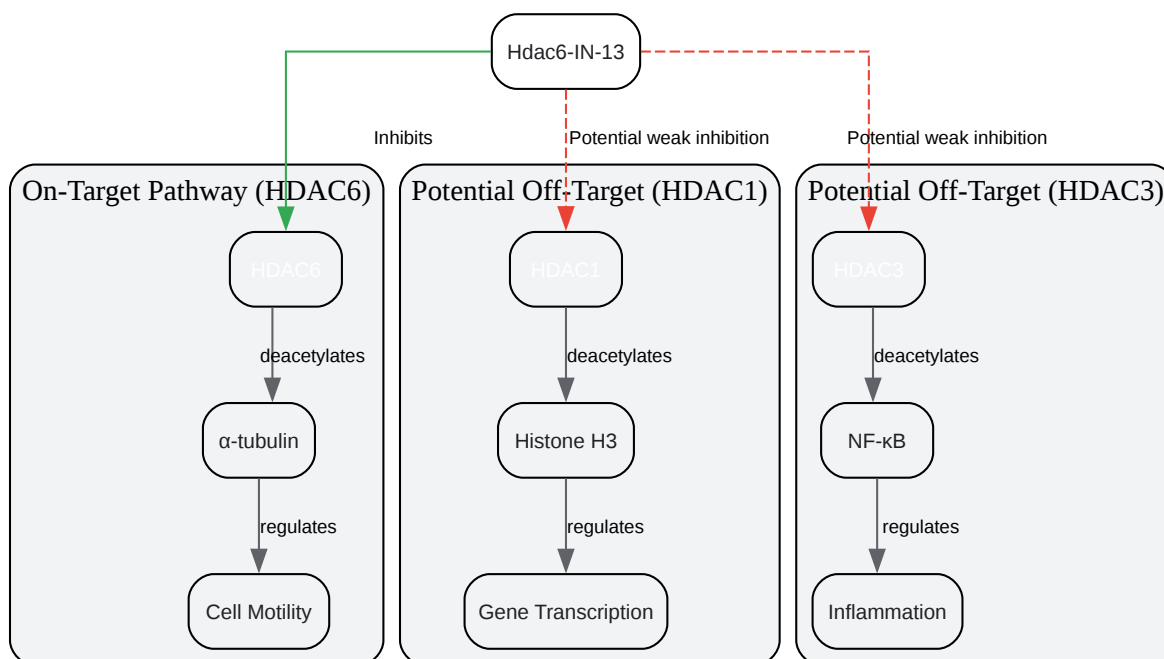 Hdac6-IN-13
Inhibits
Potential weak inhibition
Potential weak inhibition
On-Target Pathway (HDAC6)
Potential Off-Target (HDAC1)
Potential Off-Target (HDAC3)
HDAC6
HDAC1
HDAC3
deacetylates
deacetylates
deacetylates
α-tubulin
Histone H3
NF-κB
regulates
regulates
regulates
Cell Motility
Gene Transcription
Inflammation